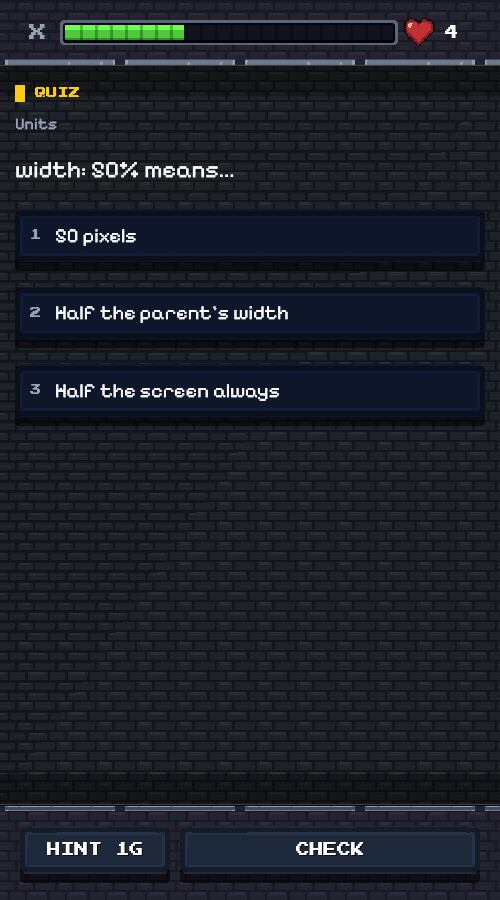 X
4
QUIZ
Units
width: 50% means...
1 50 pixels
2 Half the parent's width
3 Half the screen always
HINT 1G
CHECK